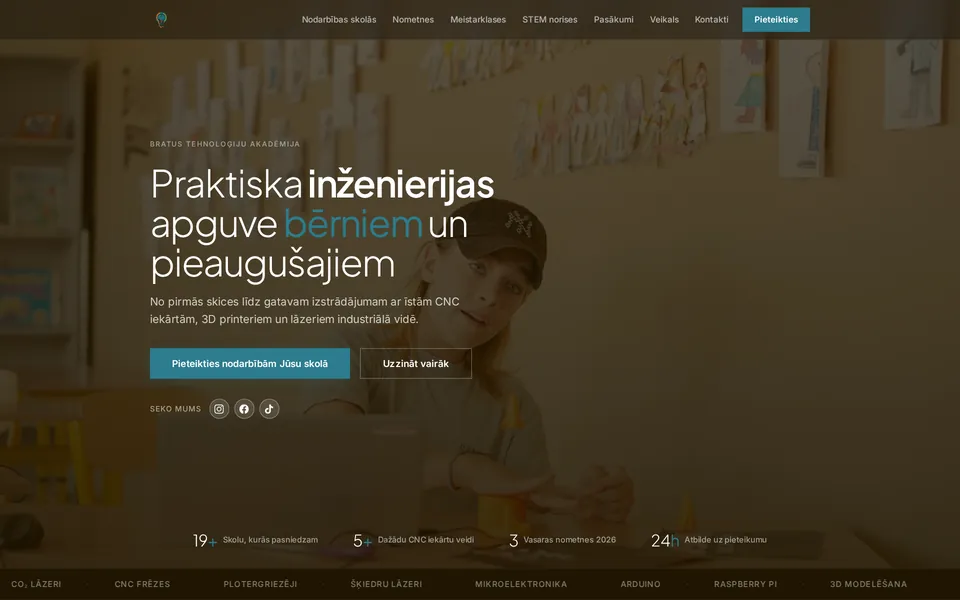 Nodarbības skolās Nometnes Meistarklases STEM norises Pasākumi Veikals Kontakti Pieteikties
BRATUS TEHNOLOĢIJU AKADĒMIJA
Praktiska inženierijas
apguve bērniem un
pieaugušajiem
No pirmās skices līdz gatavam izstrādājumam ar īstām CNC
iekārtām, 3D printeriem un lāzeriem industriālā vidē.
Pieteikties nodarbībām Jūsu skolā Uzzināt vairāk
SEKO MUMS
19+ Skolu, kurās pasniedzam 5+ Dažādu CNC iekārtu veidi 3 Vasaras nometnes 2026 24h Atbilde uz pieteikumu
CO₂ LĀZERI CNC FRĒZES PLOTERGRIEZĒJI ŠĶIEDRU LĀZERI MIKROELEKTRONIKA ARDUINO RASPBERRY PI 3D MODELĒŠANA